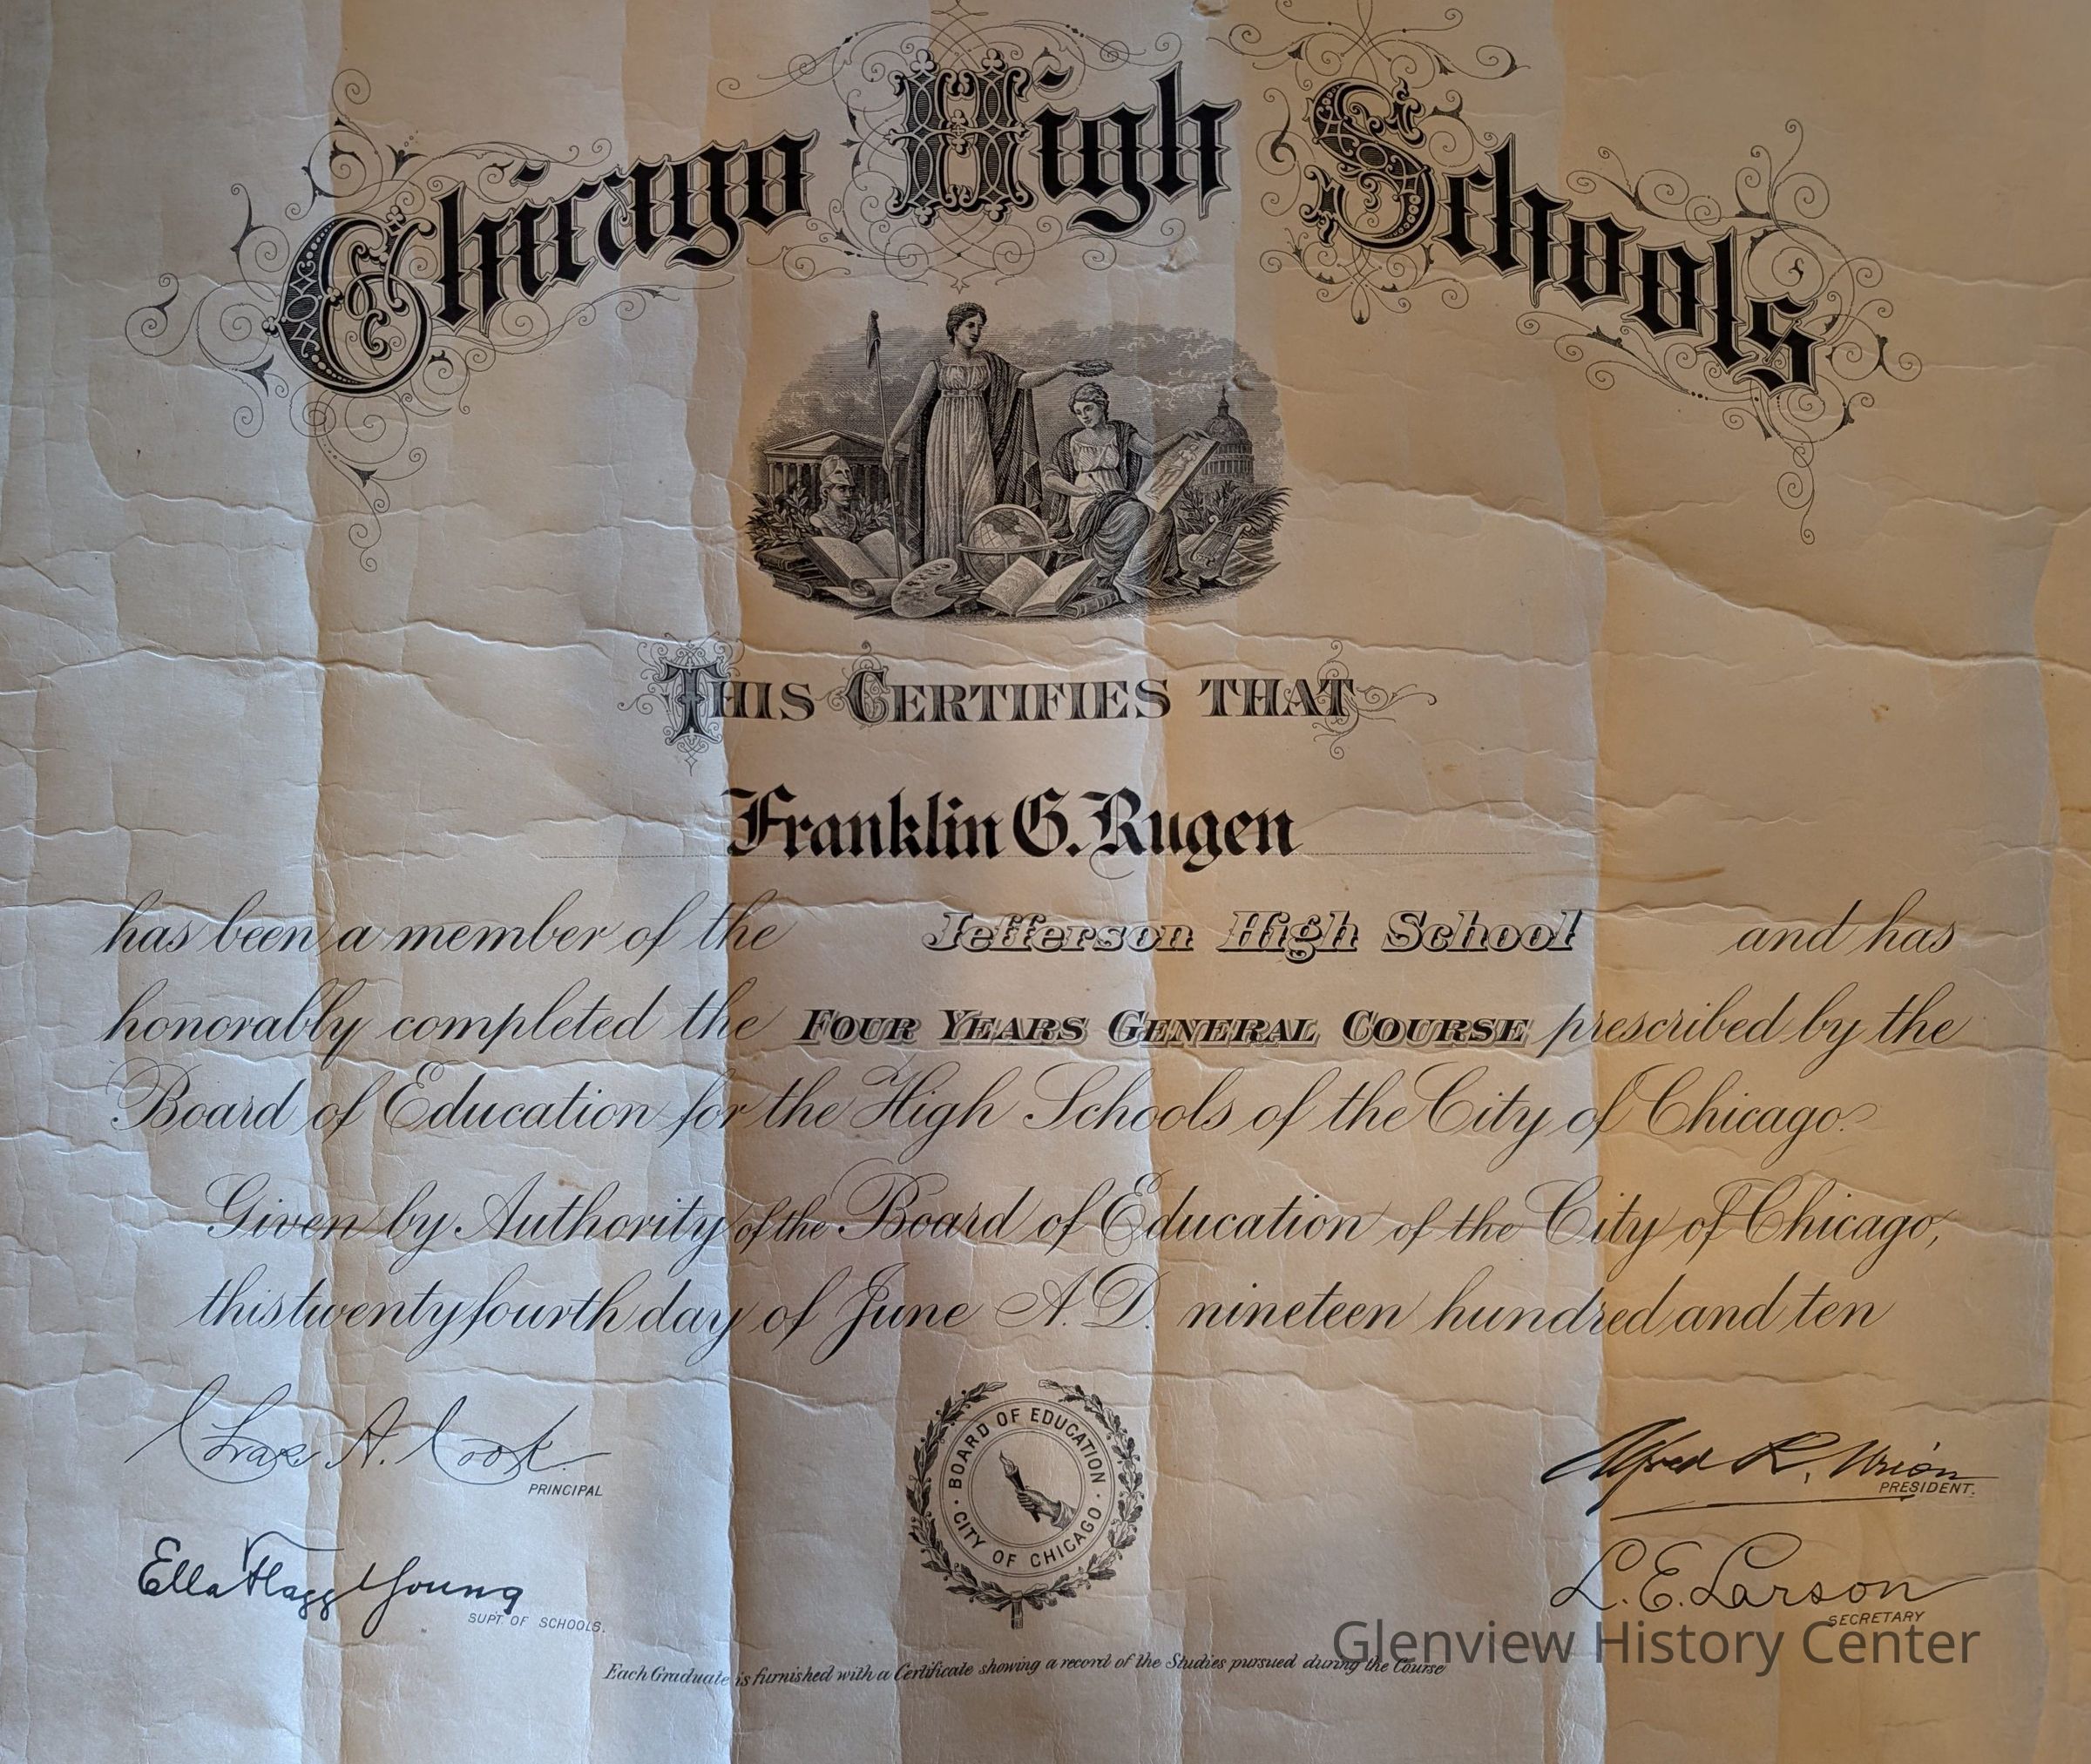 Chicago High Schools
THIS CERTIFIES THAT
Franklin G. Rugen
has been a member of the Jefferson High School and has
honorably completed the FOUR YEARS GENERAL COURSE prescribed by the
Board of Education for the High Schools of the City of Chicago.
Given by Authority of the Board of Education of the City of Chicago,
this twenty fourth day of June A.D. nineteen hundred and ten
Chas A. Cook
PRINCIPAL
Ella Flagg Young
SUPT OF SCHOOLS.
BOARD OF EDUCATION
· CITY OF CHICAGO ·
Alfred R. Urion
PRESIDENT.
L. E. Larson
SECRETARY
Glenview History Center
Each Graduate is furnished with a Certificate showing a record of the Studies pursued during the Course